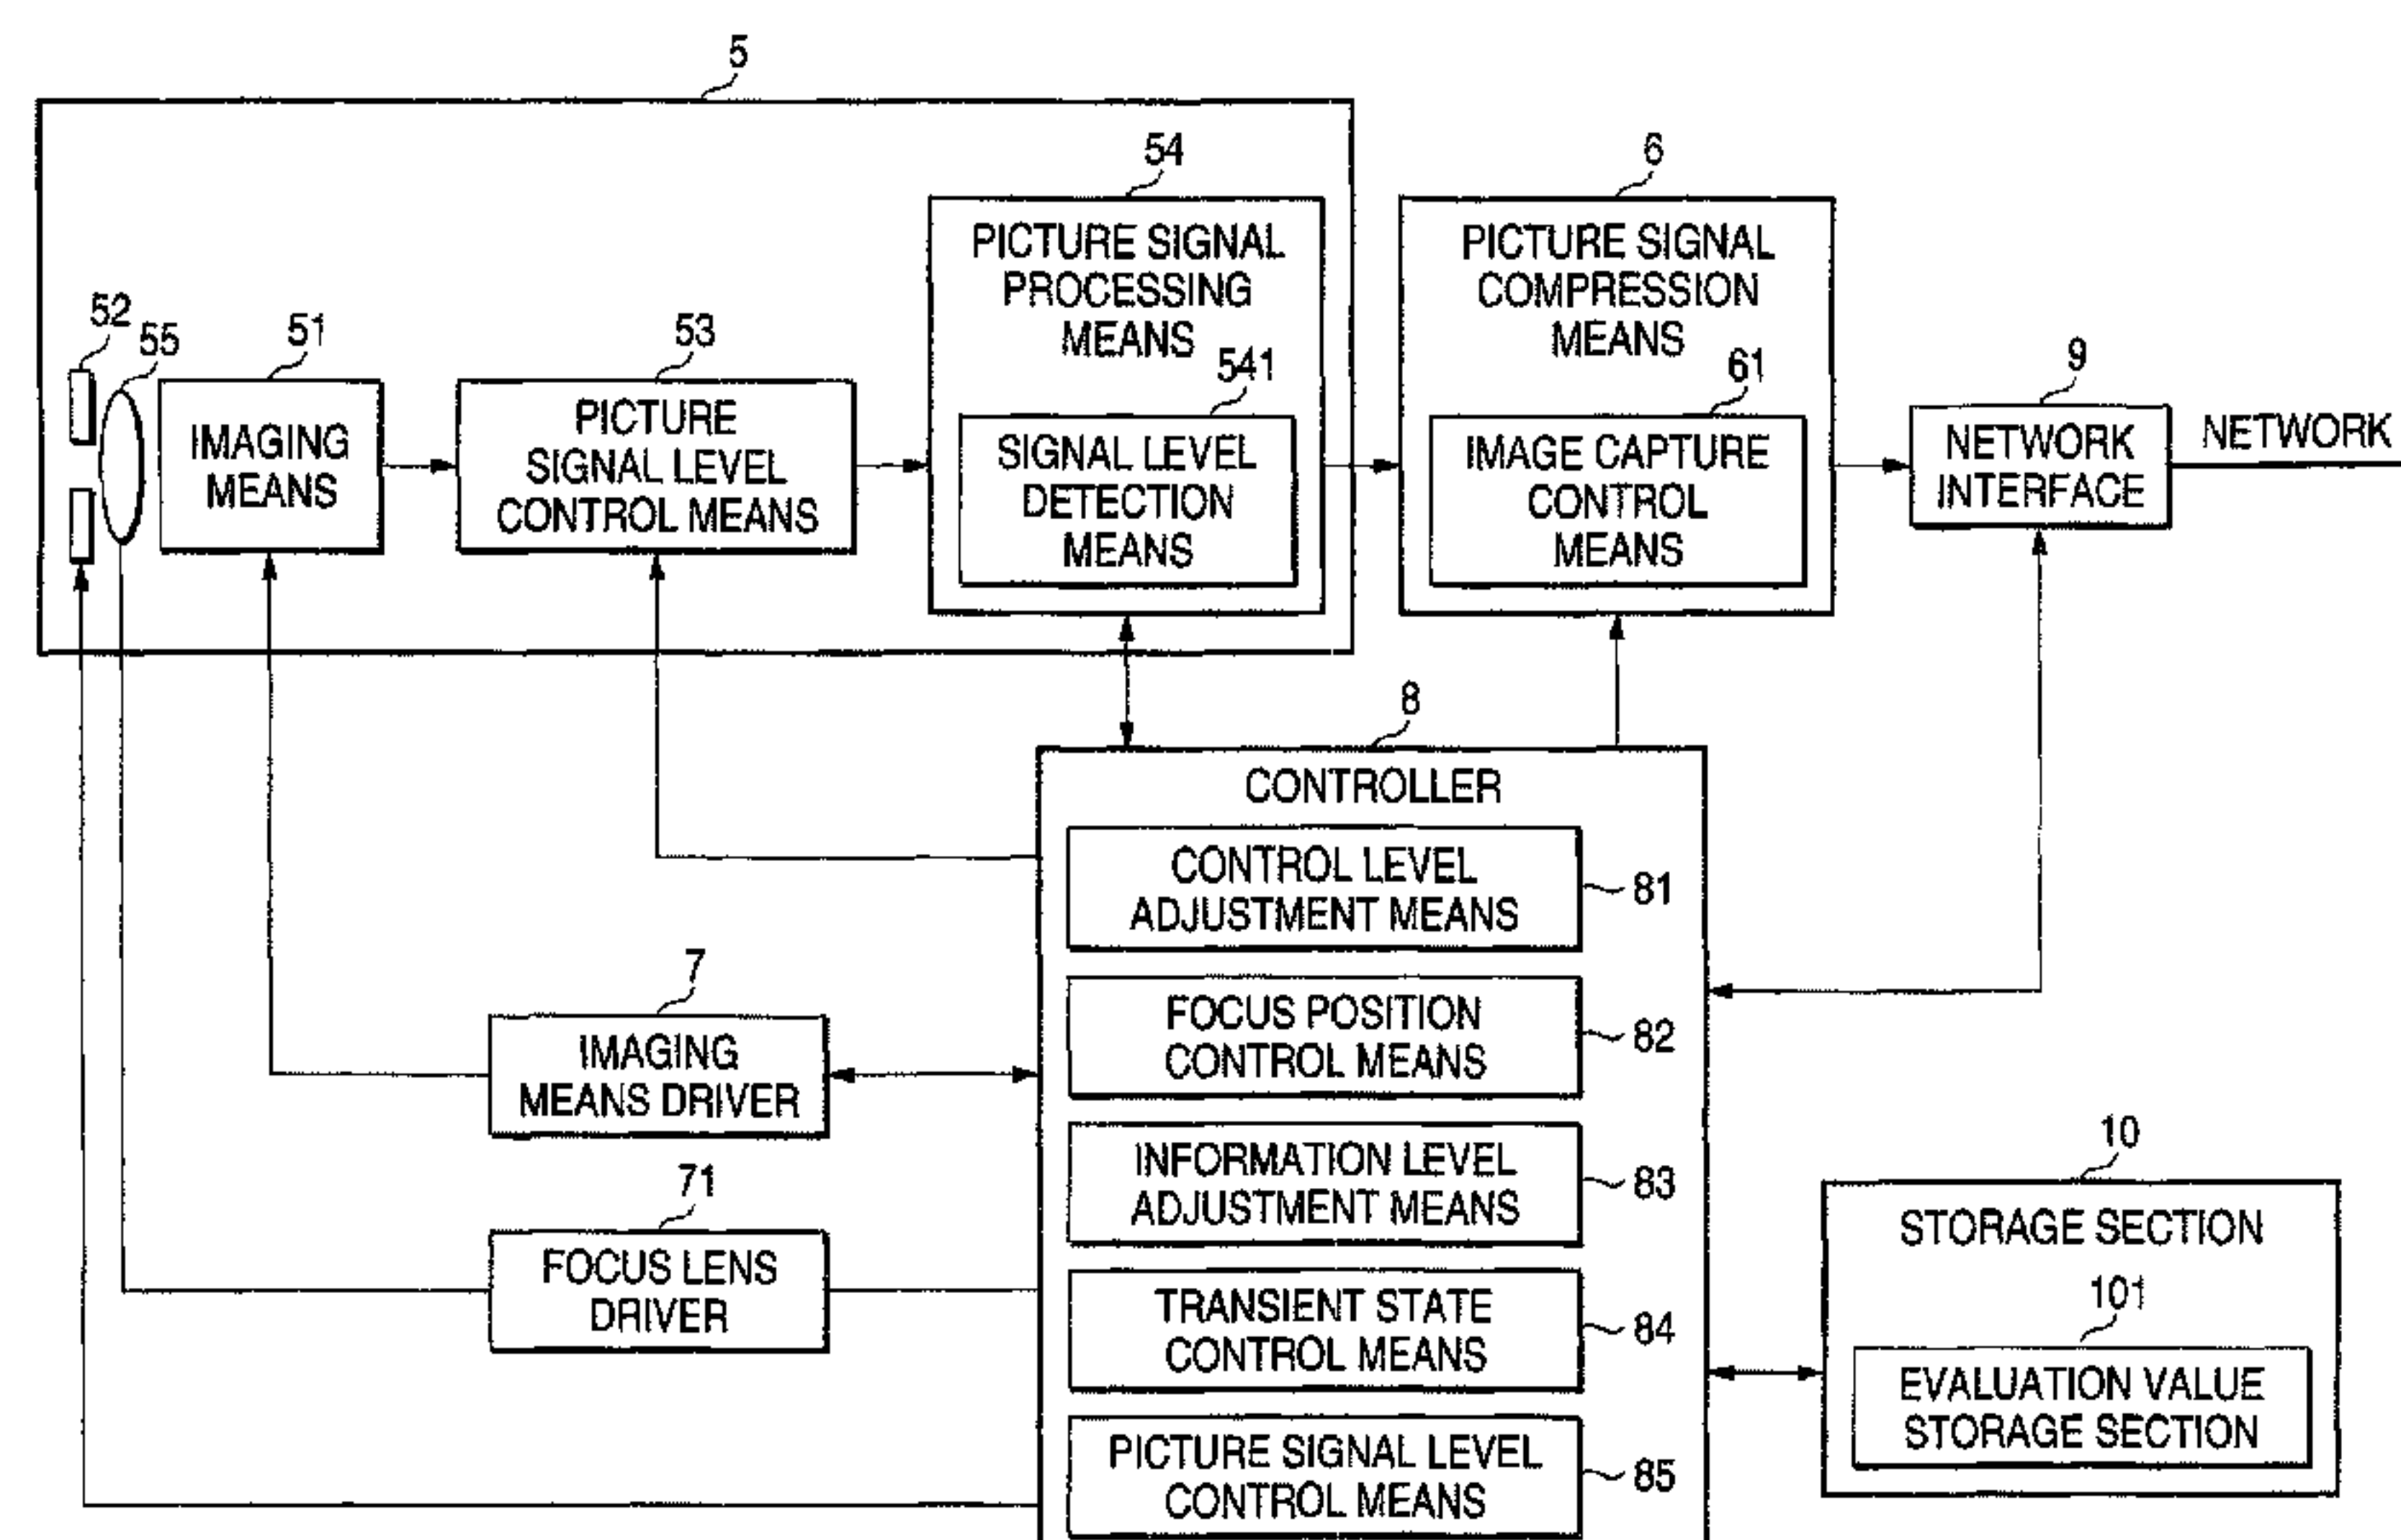 5
54
6
PICTURE SIGNAL
PROCESSING
MEANS
PICTURE SIGNAL
COMPRESSION
MEANS
52
55
51
53
541
61
9
IMAGING
MEANS
PICTURE
SIGNAL LEVEL
CONTROL MEANS
SIGNAL LEVEL
DETECTION
MEANS
IMAGE CAPTURE
CONTROL
MEANS
NETWORK
INTERFACE
NETWORK
8
CONTROLLER
CONTROL LEVEL
ADJUSTMENT MEANS
81
7
IMAGING
MEANS DRIVER
FOCUS POSITION
CONTROL MEANS
82
71
FOCUS LENS
DRIVER
INFORMATION LEVEL
ADJUSTMENT MEANS
83
TRANSIENT STATE
CONTROL MEANS
84
PICTURE SIGNAL LEVEL
CONTROL MEANS
85
10
STORAGE SECTION
101
EVALUATION VALUE
STORAGE SECTION